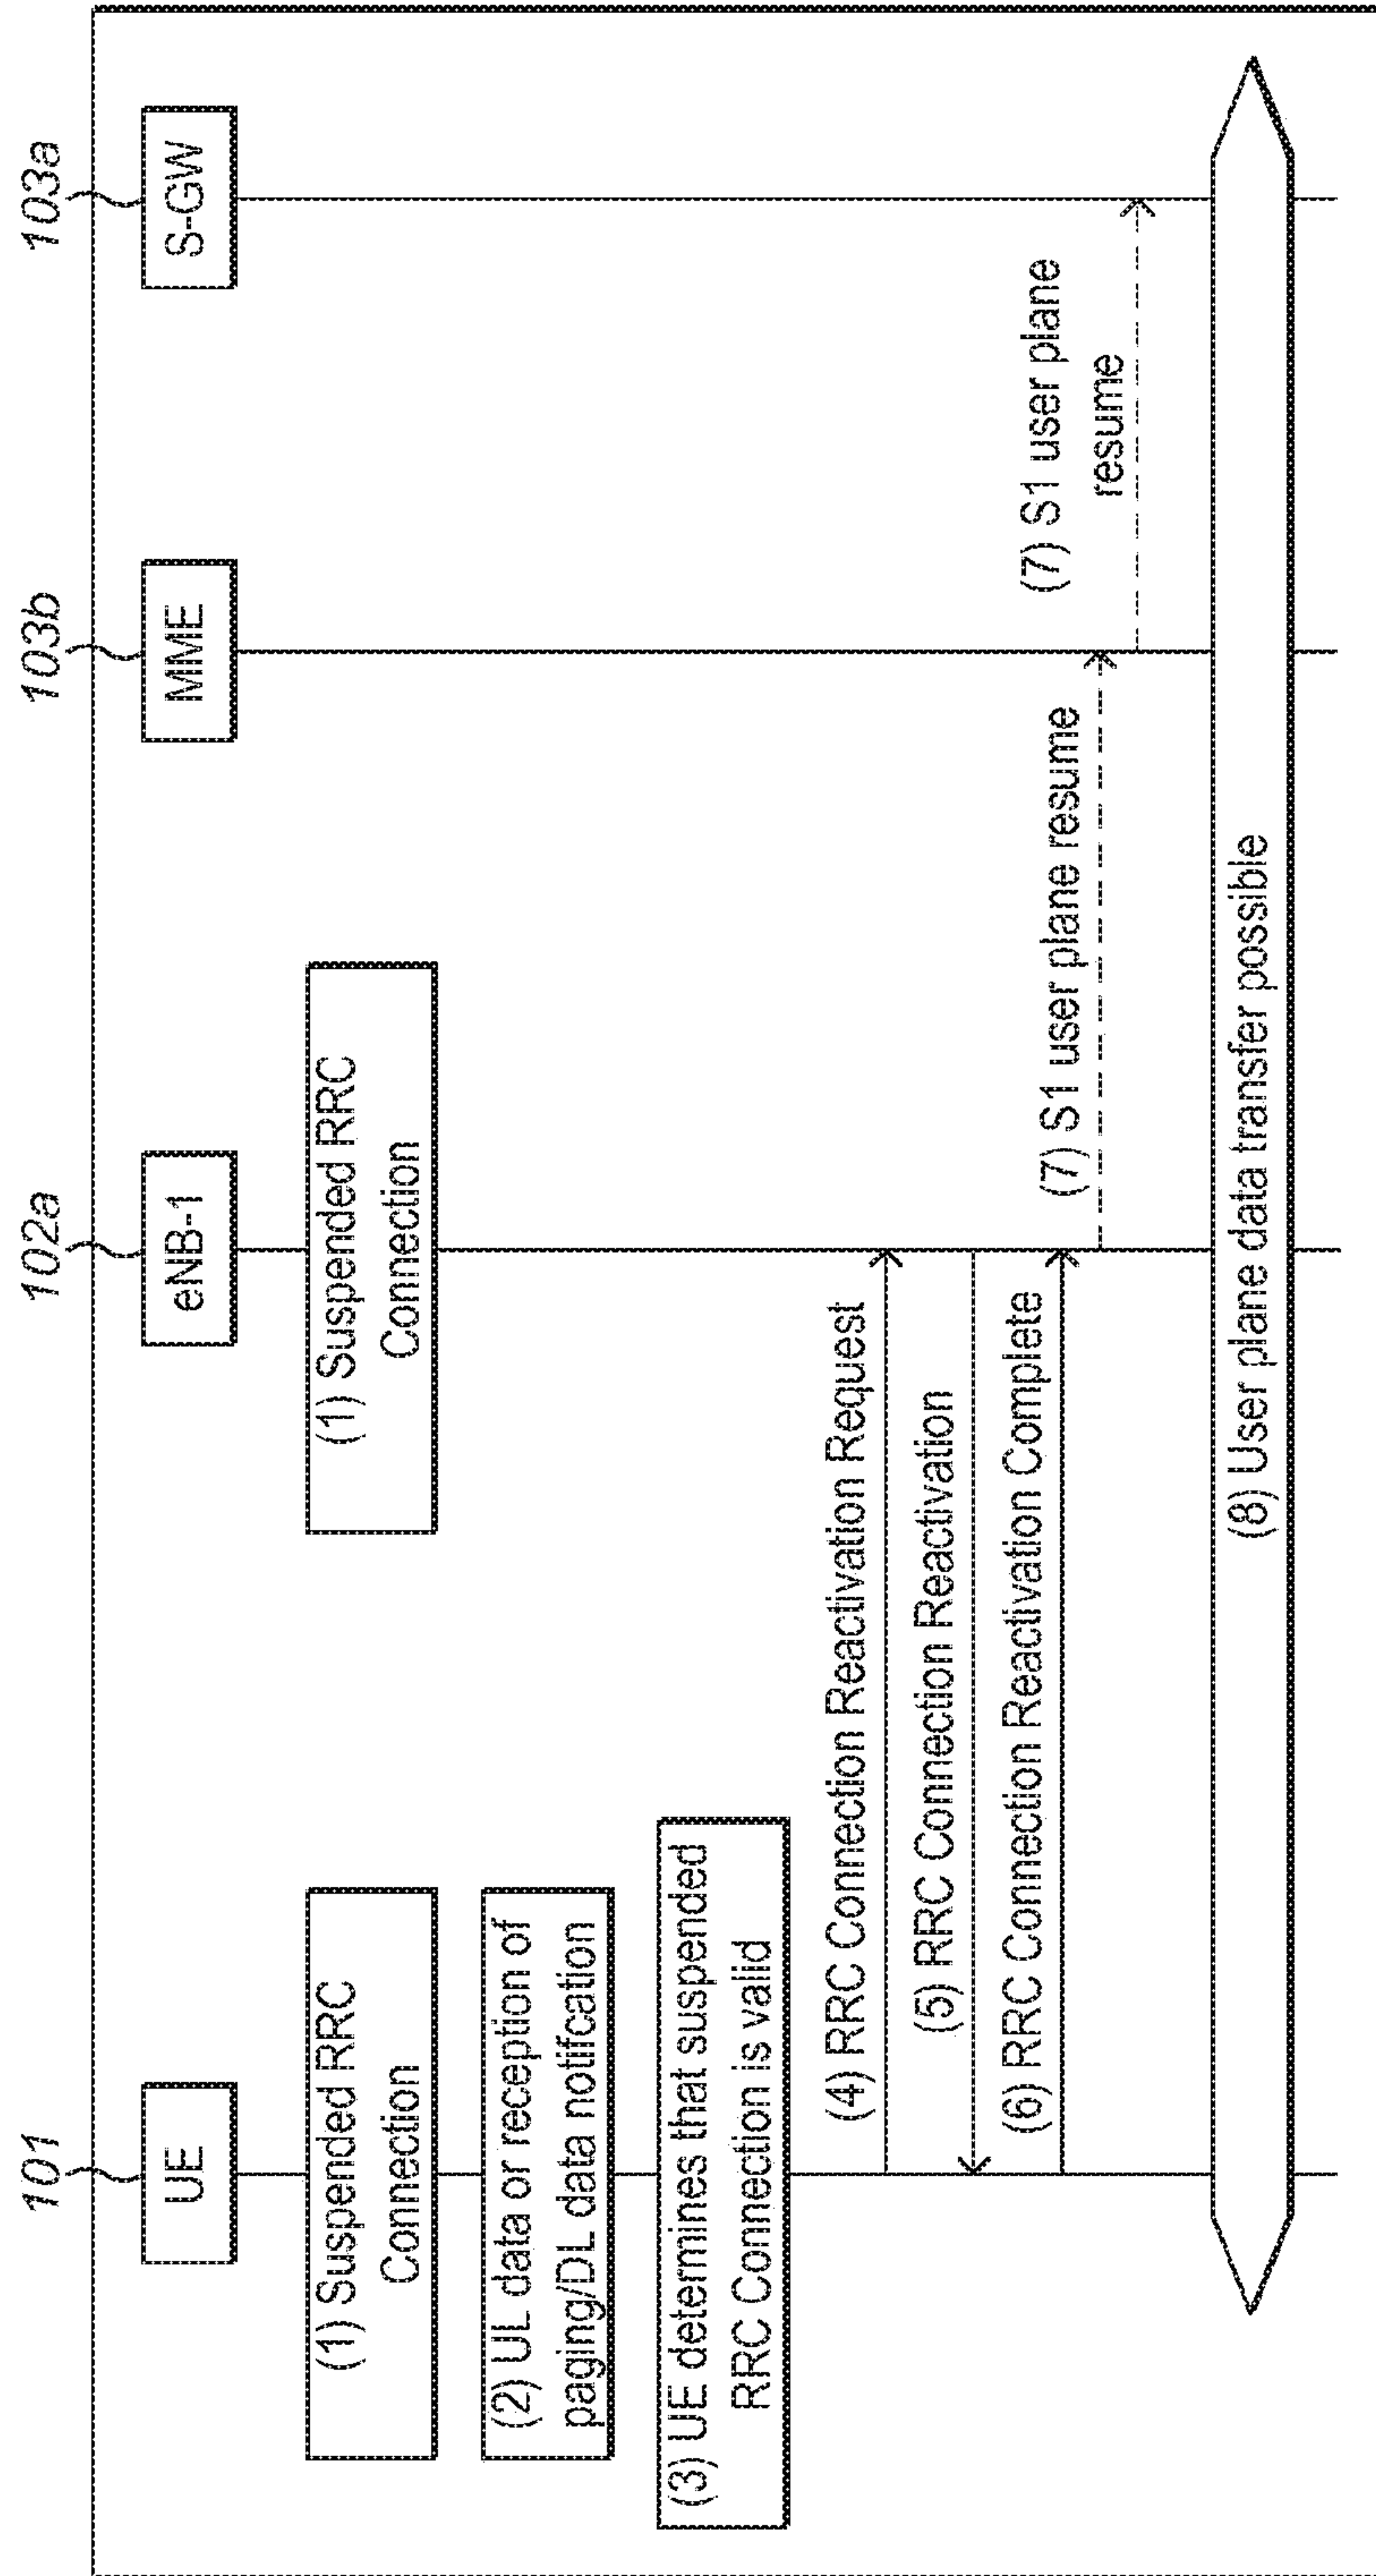 101
102a
103b
103a
UE
eNB-1
MME
S-GW
(1) Suspended RRC
Connection
(1) Suspended RRC
Connection
(2) UL data or reception of
paging/DL data notifcation
(3) UE determines that suspended
RRC Connection is valid
(4) RRC Connection Reactivation Request
(5) RRC Connection Reactivation
(6) RRC Connection Reactivation Complete
(7) S1 user plane resume
(7) S1 user plane
resume
(8) User plane data transfer possible